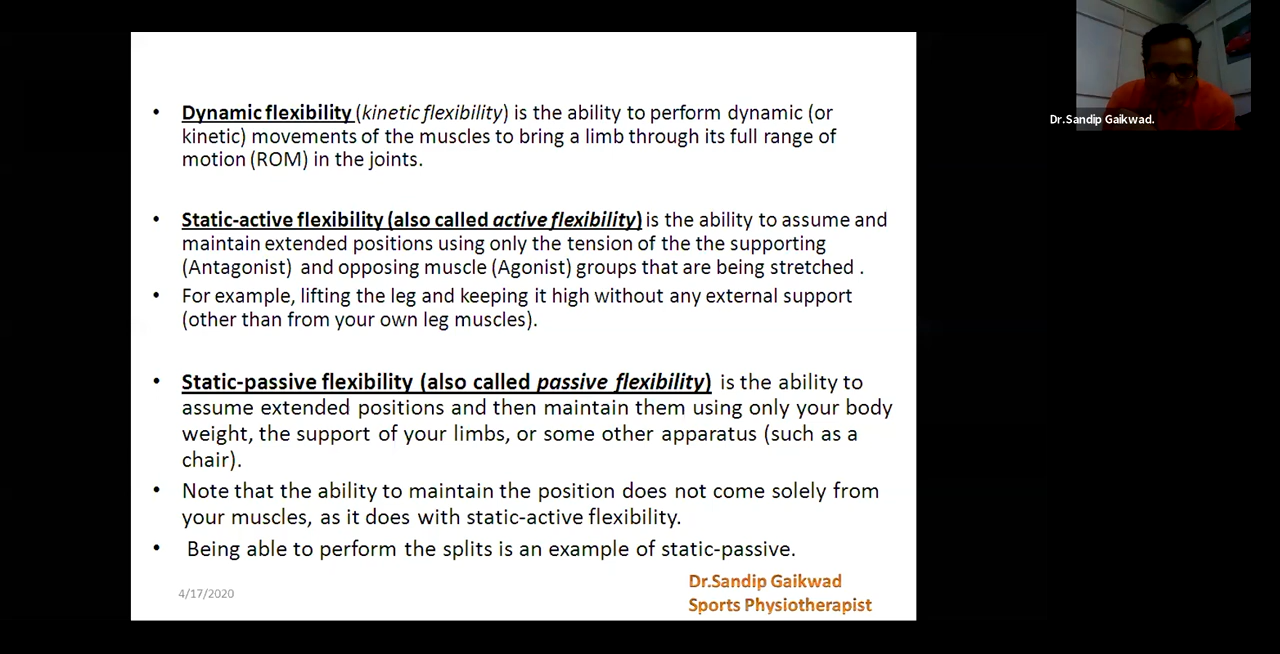 • Dynamic flexibility (kinetic flexibility) is the ability to perform dynamic (or
kinetic) movements of the muscles to bring a limb through its full range of
motion (ROM) in the joints.
• Static-active flexibility (also called active flexibility) is the ability to assume and
maintain extended positions using only the tension of the the supporting
(Antagonist) and opposing muscle (Agonist) groups that are being stretched .
• For example, lifting the leg and keeping it high without any external support
(other than from your own leg muscles).
• Static-passive flexibility (also called passive flexibility) is the ability to
assume extended positions and then maintain them using only your body
weight, the support of your limbs, or some other apparatus (such as a
chair).
• Note that the ability to maintain the position does not come solely from
your muscles, as it does with static-active flexibility.
• Being able to perform the splits is an example of static-passive.
4/17/2020
Dr.Sandip Gaikwad
Sports Physiotherapist
Dr.Sandip Gaikwad.